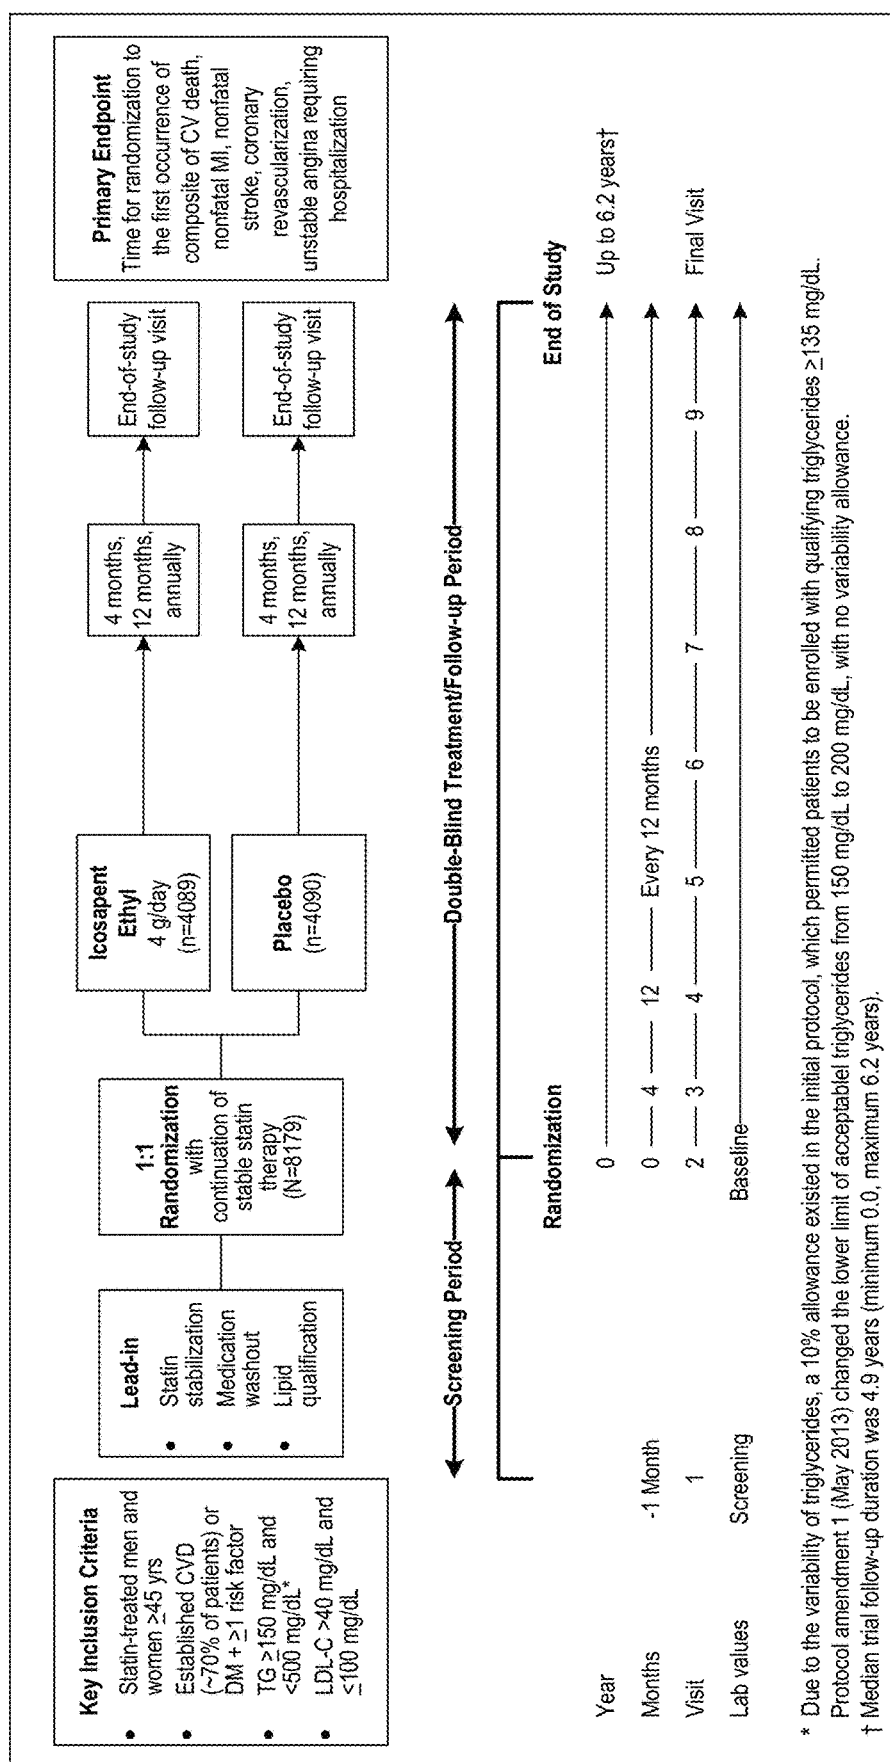 Key Inclusion Criteria
• Statin-treated men and
women ≥45 yrs
• Established CVD
(~70% of patients) or
DM + ≥1 risk factor
• TG ≥150 mg/dL and
<500 mg/dL*
• LDL-C >40 mg/dL and
≤100 mg/dL
Lead-in
• Statin
stabilization
• Medication
washout
• Lipid
qualification
1:1
Randomization
with
continuation of
stable statin
therapy
(N=8179)
Icosapent
Ethyl
4 g/day
(n=4089)
Placebo
(n=4090)
4 months,
12 months,
annually
4 months,
12 months,
annually
End-of-study
follow-up visit
End-of-study
follow-up visit
Primary Endpoint
Time for randomization to
the first occurrence of
composite of CV death,
nonfatal MI, nonfatal
stroke, coronary
revascularization,
unstable angina requiring
hospitalization
Screening Period Double-Blind Treatment/Follow-up Period
Randomization End of Study
Year 0 Up to 6.2 years†
Months -1 Month 0 4 12 Every 12 months
Visit 1 2 3 4 5 6 7 8 9 Final Visit
Lab values Screening Baseline
* Due to the variability of triglycerides, a 10% allowance existed in the initial protocol, which permitted patients to be enrolled with qualifying triglycerides ≥135 mg/dL.
Protocol amendment 1 (May 2013) changed the lower limit of acceptablel triglycerides from 150 mg/dL to 200 mg/dL, with no variability allowance.
† Median trial follow-up duration was 4.9 years (minimum 0.0, maximum 6.2 years).